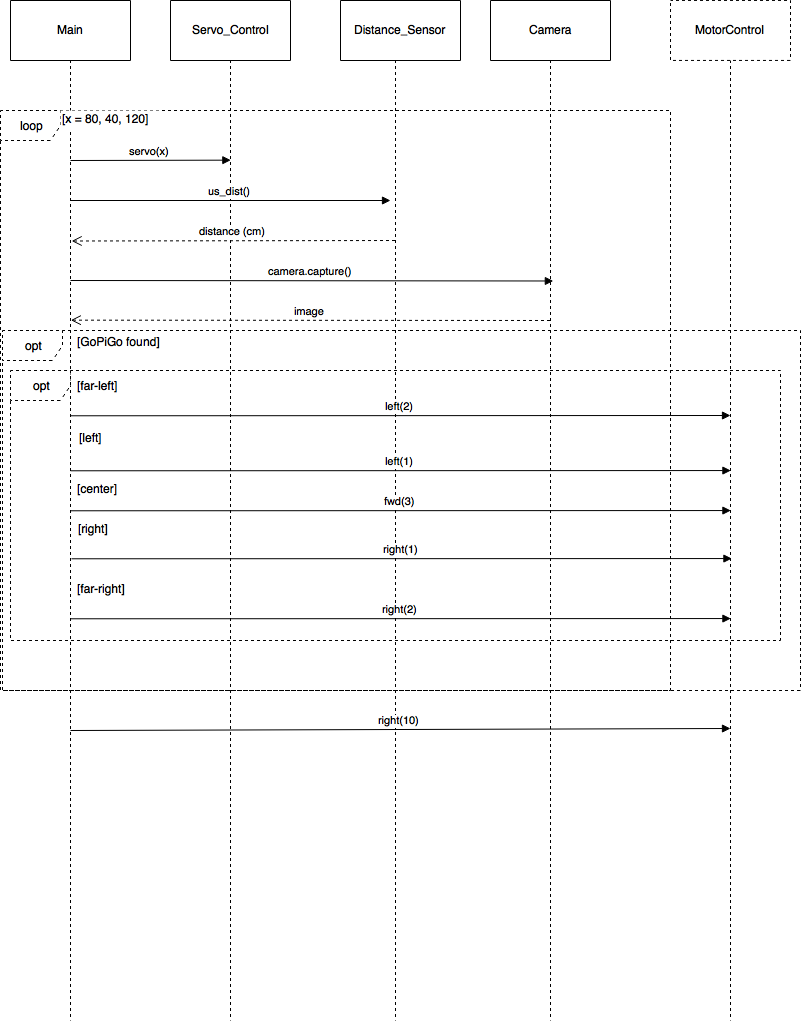 Main
Servo_Control
Distance_Sensor
Camera
MotorControl
loop
[x = 80, 40, 120]
servo(x)
us_dist()
distance (cm)
camera.capture()
image
opt
[GoPiGo found]
opt
[far-left]
left(2)
[left]
left(1)
[center]
fwd(3)
[right]
right(1)
[far-right]
right(2)
right(10)